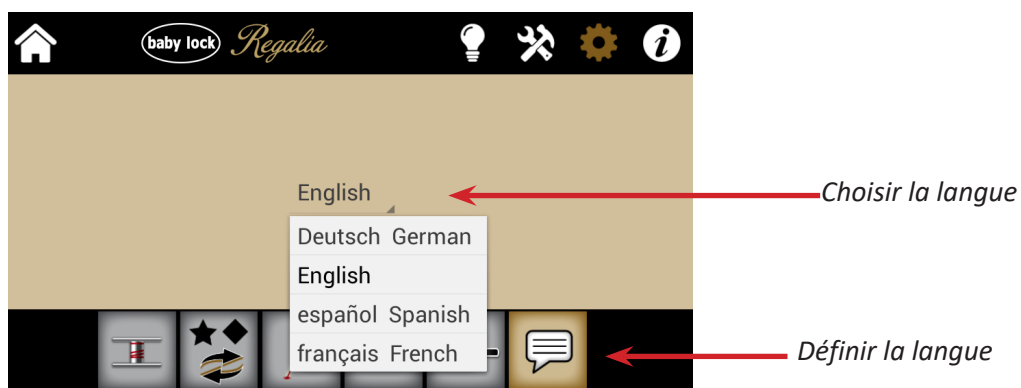 baby lock Regalia
i
English
Choisir la langue
Deutsch German
English
español Spanish
français French
Définir la langue